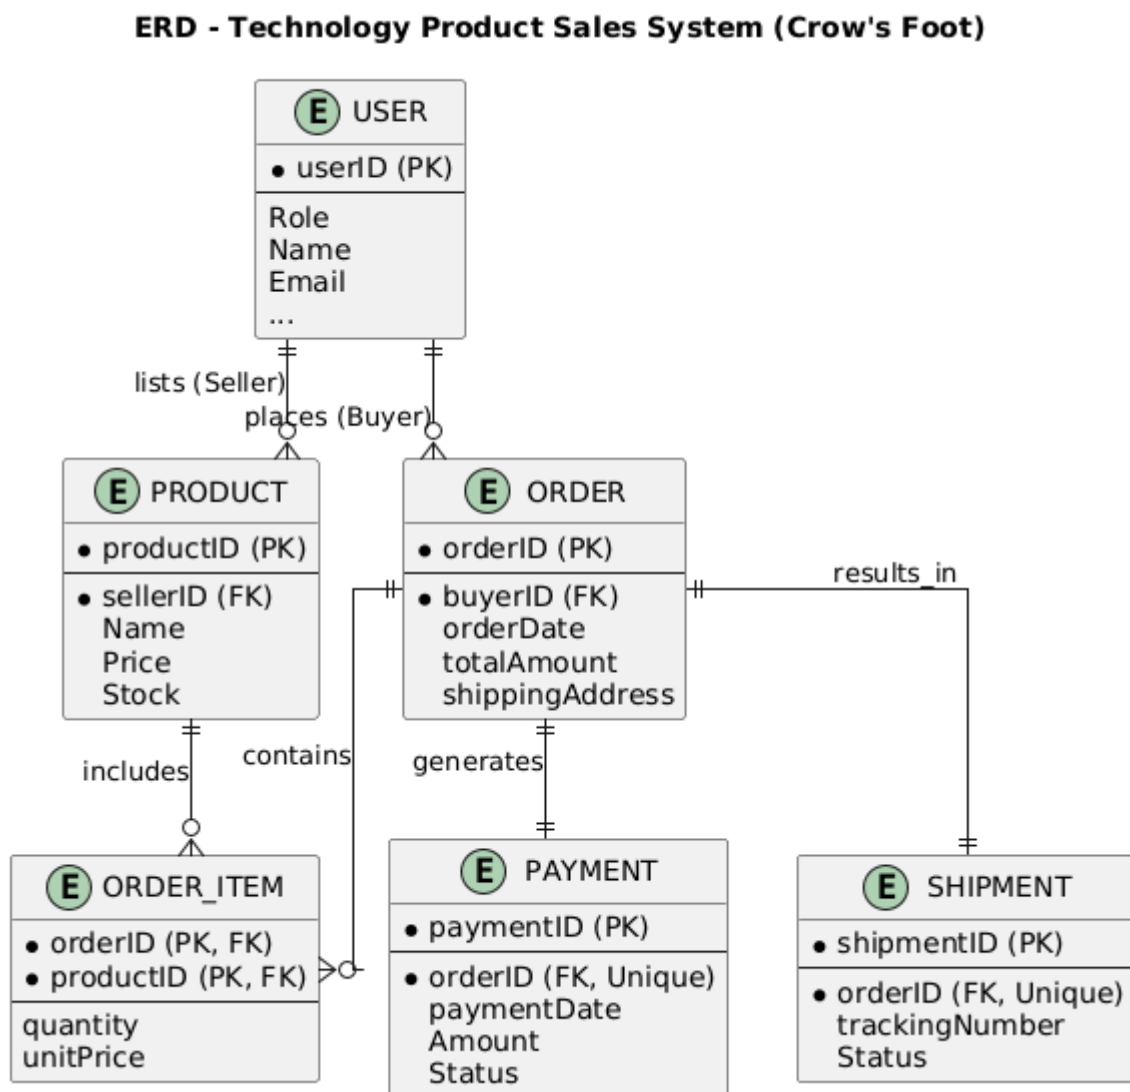 ERD - Technology Product Sales System (Crow's Foot)
E USER
userID (PK)
Role
Name
Email
...
lists (Seller)
places (Buyer)
E PRODUCT
productID (PK)
sellerID (FK)
Name
Price
Stock
E ORDER
orderID (PK)
buyerID (FK)
orderDate
totalAmount
shippingAddress
results_in
includes
contains
generates
E ORDER_ITEM
orderID (PK, FK)
productID (PK, FK)
quantity
unitPrice
E PAYMENT
paymentID (PK)
orderID (FK, Unique)
paymentDate
Amount
Status
E SHIPMENT
shipmentID (PK)
orderID (FK, Unique)
trackingNumber
Status